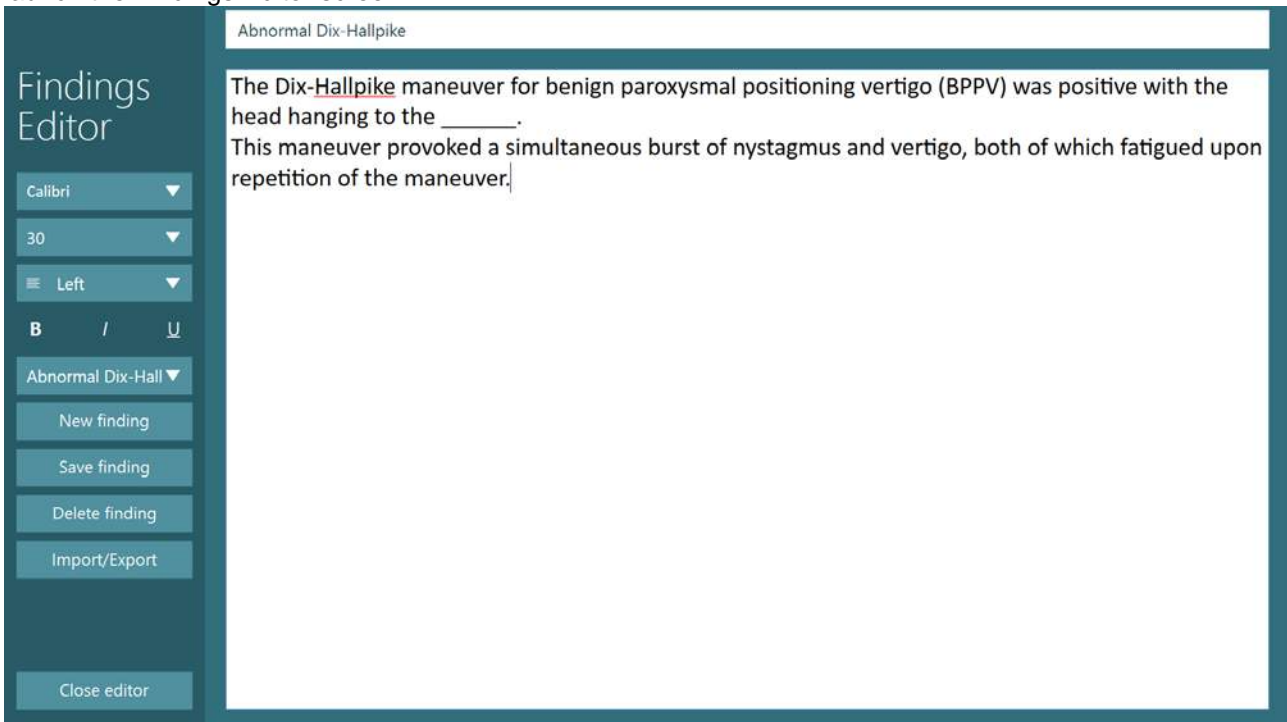 Abnormal Dix-Hallpike
Findings
Editor
The Dix-Hallpike maneuver for benign paroxysmal positioning vertigo (BPPV) was positive with the
head hanging to the ______.
This maneuver provoked a simultaneous burst of nystagmus and vertigo, both of which fatigued upon
repetition of the maneuver.
Calibri
30
Left
B I U
Abnormal Dix-Hall
New finding
Save finding
Delete finding
Import/Export
Close editor